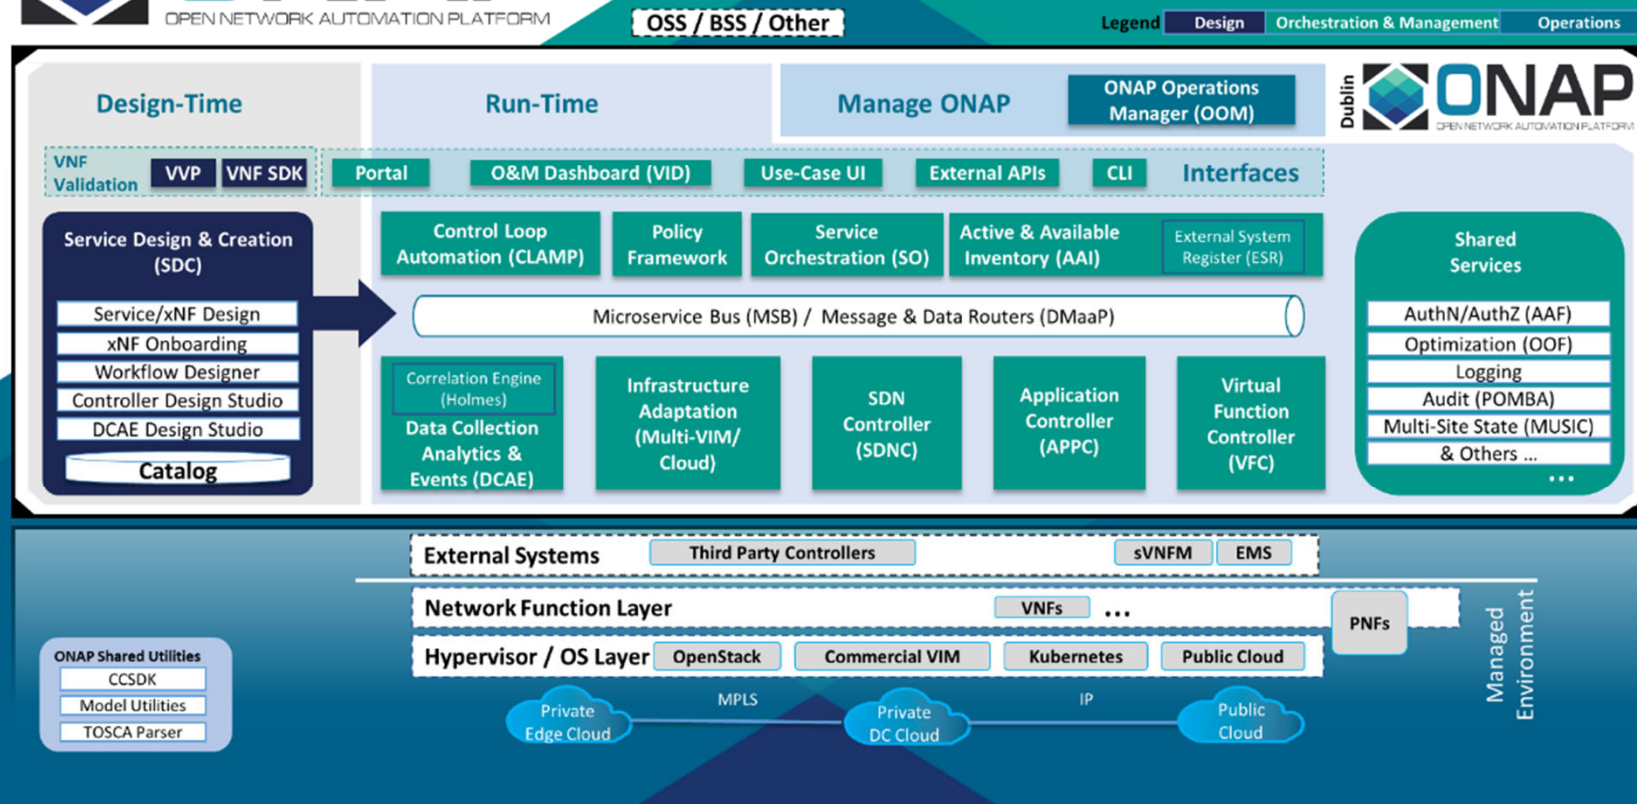 OPEN NETWORK AUTOMATION PLATFORM
OSS / BSS / Other
Legend
Design
Orchestration & Management
Operations
Design-Time
Run-Time
Manage ONAP
ONAP Operations
Manager (OOM)
Dublin
ONAP
OPEN NETWORK AUTOMATION PLATFORM
VNF
Validation
VVP
VNF SDK
Portal
O&M Dashboard (VID)
Use-Case UI
External APIs
CLI
Interfaces
Service Design & Creation
(SDC)
Service/xNF Design
xNF Onboarding
Workflow Designer
Controller Design Studio
DCAE Design Studio
Catalog
Control Loop
Automation (CLAMP)
Policy
Framework
Service
Orchestration (SO)
Active & Available
Inventory (AAI)
External System
Register (ESR)
Microservice Bus (MSB) / Message & Data Routers (DMaaP)
Correlation Engine
(Holmes)
Data Collection
Analytics &
Events (DCAE)
Infrastructure
Adaptation
(Multi-VIM/
Cloud)
SDN
Controller
(SDNC)
Application
Controller
(APPC)
Virtual
Function
Controller
(VFC)
Shared
Services
AuthN/AuthZ (AAF)
Optimization (OOF)
Logging
Audit (POMBA)
Multi-Site State (MUSIC)
& Others ...
...
External Systems
Third Party Controllers
sVNFM
EMS
Network Function Layer
VNFs
...
PNFs
Hypervisor / OS Layer
OpenStack
Commercial VIM
Kubernetes
Public Cloud
Managed
Environment
ONAP Shared Utilities
CCSDK
Model Utilities
TOSCA Parser
Private
Edge Cloud
MPLS
Private
DC Cloud
IP
Public
Cloud